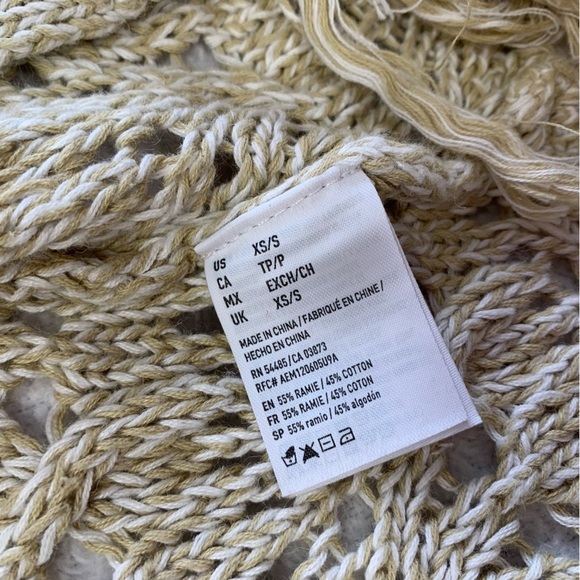 US XS/S
CA TP/P
MX EXCH/CH
UK XS/S
MADE IN CHINA / FABRIQUÉ EN CHINE /
HECHO EN CHINA
RN 54485 / CA 03873
RFC# AEM120605U9A
EN 55% RAMIE / 45% COTTON
FR 55% RAMIE / 45% COTON
SP 55% ramio / 45% algodón